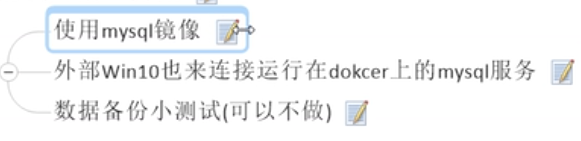 使用mysql镜像
外部Win10也来连接运行在dokcer上的mysql服务
数据备份小测试(可以不做)